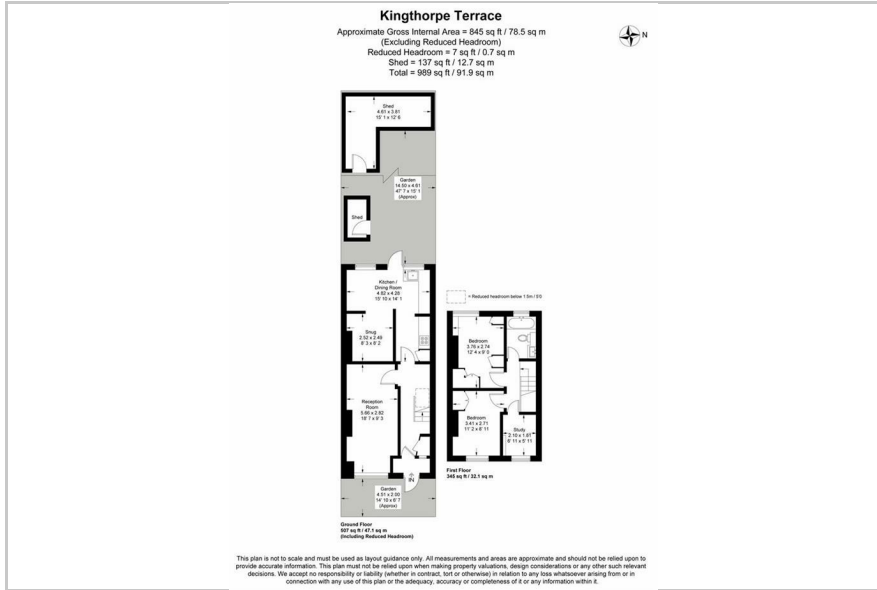 Kingthorpe Terrace
Approximate Gross Internal Area = 845 sq ft / 78.5 sq m
(Excluding Reduced Headroom)
Reduced Headroom = 7 sq ft / 0.7 sq m
Shed = 137 sq ft / 12.7 sq m
Total = 989 sq ft / 91.9 sq m
N
Shed
4.61 x 3.81
15' 1 x 12' 6
Garden
14.50 x 4.61
47' 7 x 15' 1
(Approx)
Shed
Kitchen /
Dining Room
4.82 x 4.28
15' 10 x 14' 1
Snug
2.52 x 2.49
8' 3 x 8' 2
Reception
Room
5.66 x 2.82
18' 7 x 9' 3
IN
Garden
4.51 x 2.00
14' 10 x 6' 7
(Approx)
Ground Floor
507 sq ft / 47.1 sq m
(Including Reduced Headroom)
= Reduced headroom below 1.5m / 5'0
Bedroom
3.76 x 2.74
12' 4 x 9' 0
Bedroom
3.41 x 2.71
11' 2 x 8' 11
Study
2.10 x 1.81
6' 11 x 5' 11
First Floor
345 sq ft / 32.1 sq m
This plan is not to scale and must be used as layout guidance only. All measurements and areas are approximate and should not be relied upon to
provide accurate information. This plan must not be relied upon when making property valuations, design considerations or any other such relevant
decisions. We accept no responsibility or liability (whether in contract, tort or otherwise) in relation to any loss whatsoever arising from or in
connection with any use of this plan or the adequacy, accuracy or completeness of it or any information within it.